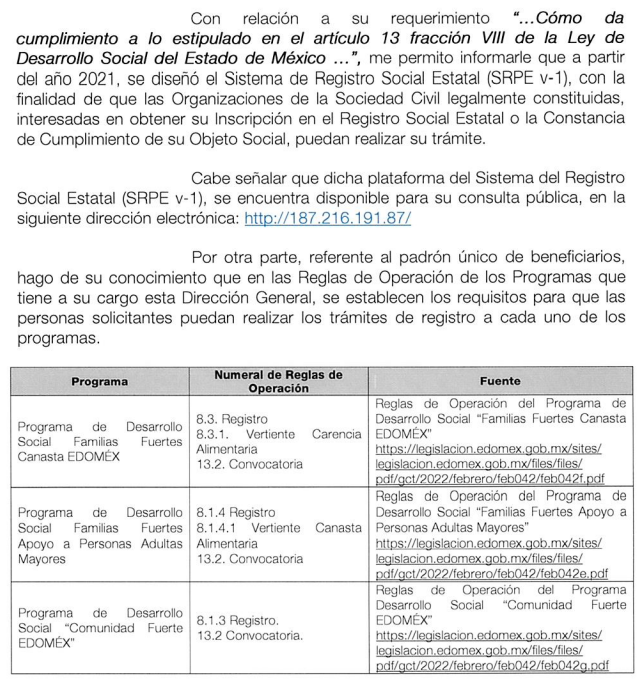 Con relación a su requerimiento “...Cómo da
cumplimiento a lo estipulado en el artículo 13 fracción VIII de la Ley de
Desarrollo Social del Estado de México ...”, me permito informarle que a partir
del año 2021, se diseñó el Sistema de Registro Social Estatal (SRPE v-1), con la
finalidad de que las Organizaciones de la Sociedad Civil legalmente constituidas,
interesadas en obtener su Inscripción en el Registro Social Estatal o la Constancia
de Cumplimiento de su Objeto Social, puedan realizar su trámite.
Cabe señalar que dicha plataforma del Sistema del Registro
Social Estatal (SRPE v-1), se encuentra disponible para su consulta pública, en la
siguiente dirección electrónica: http://187.216.191.87/
Por otra parte, referente al padrón único de beneficiarios,
hago de su conocimiento que en las Reglas de Operación de los Programas que
tiene a su cargo esta Dirección General, se establecen los requisitos para que las
personas solicitantes puedan realizar los trámites de registro a cada uno de los
programas.
Programa
Numeral de Reglas de
Operación
Fuente
Programa de Desarrollo
Social Familias Fuertes
Canasta EDOMÉX
8.3. Registro
8.3.1. Vertiente Carencia
Alimentaria
13.2. Convocatoria
Reglas de Operación del Programa de
Desarrollo Social “Familias Fuertes Canasta
EDOMÉX”
https://legislacion.edomex.gob.mx/sites/
legislacion.edomex.gob.mx/files/files/
pdf/gct/2022/febrero/feb042/feb042f.pdf
Programa de Desarrollo
Social Familias Fuertes
Apoyo a Personas Adultas
Mayores
8.1.4 Registro
8.1.4.1 Vertiente Canasta
Alimentaria
13.2. Convocatoria
Reglas de Operación del Programa de
Desarrollo Social “Familias Fuertes Apoyo a
Personas Adultas Mayores”
https://legislacion.edomex.gob.mx/sites/
legislacion.edomex.gob.mx/files/files/
pdf/gct/2022/febrero/feb042/feb042e.pdf
Programa de Desarrollo
Social “Comunidad Fuerte
EDOMÉX”
8.1.3 Registro.
13.2 Convocatoria.
Reglas de Operación del Programa
Desarrollo Social “Comunidad Fuerte
EDOMÉX”
https://legislacion.edomex.gob.mx/sites/
legislacion.edomex.gob.mx/files/files/
pdf/gct/2022/febrero/feb042/feb042g.pdf